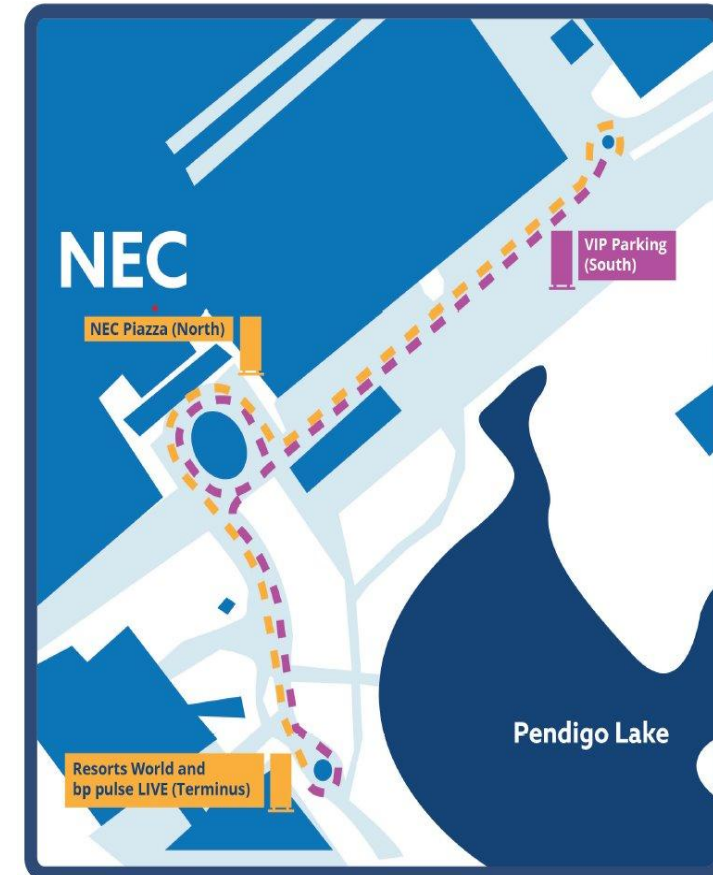 NEC
VIP Parking
(South)
NEC Piazza (North)
Pendigo Lake
Resorts World and
bp pulse LIVE (Terminus)